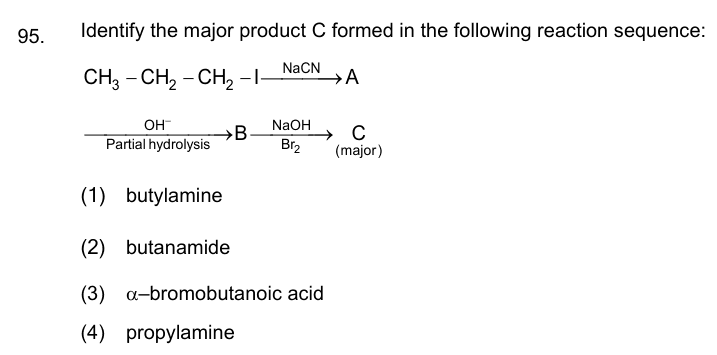 95. Identify the major product C formed in the following reaction sequence:
CH₃ – CH₂ – CH₂ – I —NaCN→ A
—OH⁻ / Partial hydrolysis→ B —NaOH / Br₂→ C (major)
(1) butylamine
(2) butanamide
(3) α–bromobutanoic acid
(4) propylamine